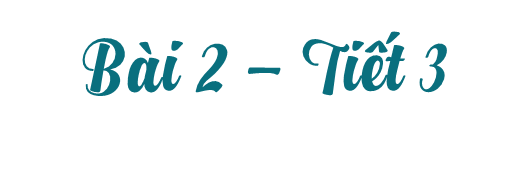 Bài 2 – Tiết 3